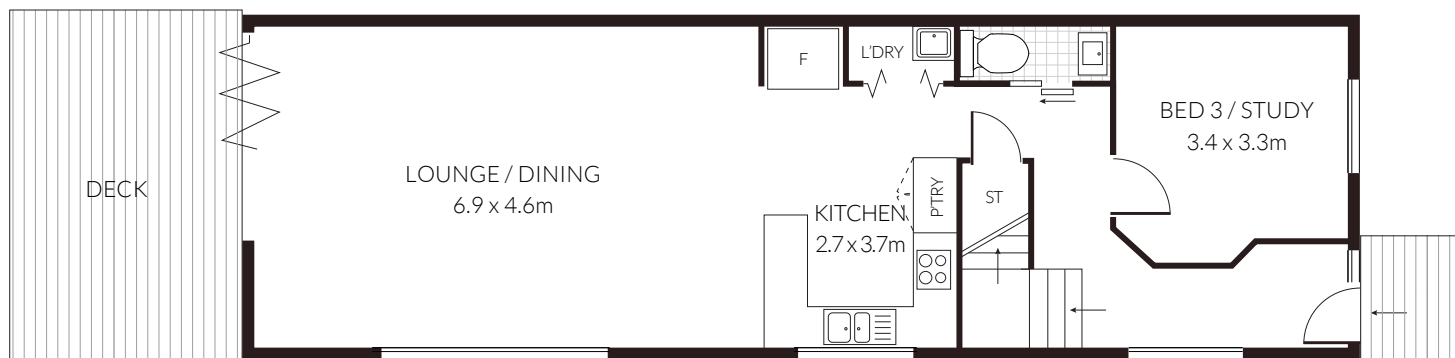 F
L'DRY
BED 3 / STUDY
3.4 x 3.3m
DECK
LOUNGE / DINING
6.9 x 4.6m
KITCHEN
2.7 x 3.7m
P'TRY
ST